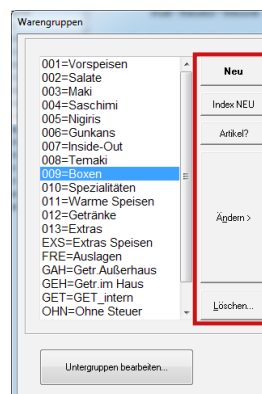 Warengruppen
001=Vorspeisen
002=Salate
003=Maki
004=Saschimi
005=Nigiris
006=Gunkans
007=Inside-Out
008=Temaki
009=Boxen
010=Spezialitäten
011=Warme Speisen
012=Getränke
013=Extras
EXS=Extras Speisen
FRE=Auslagen
GAH=Getr.Außerhaus
GEH=Getr.im Haus
GET=GET_intern
OHN=Ohne Steuer
Neu
Index NEU
Artikel?
Ändern >
Löschen...
Untergruppen bearbeiten...